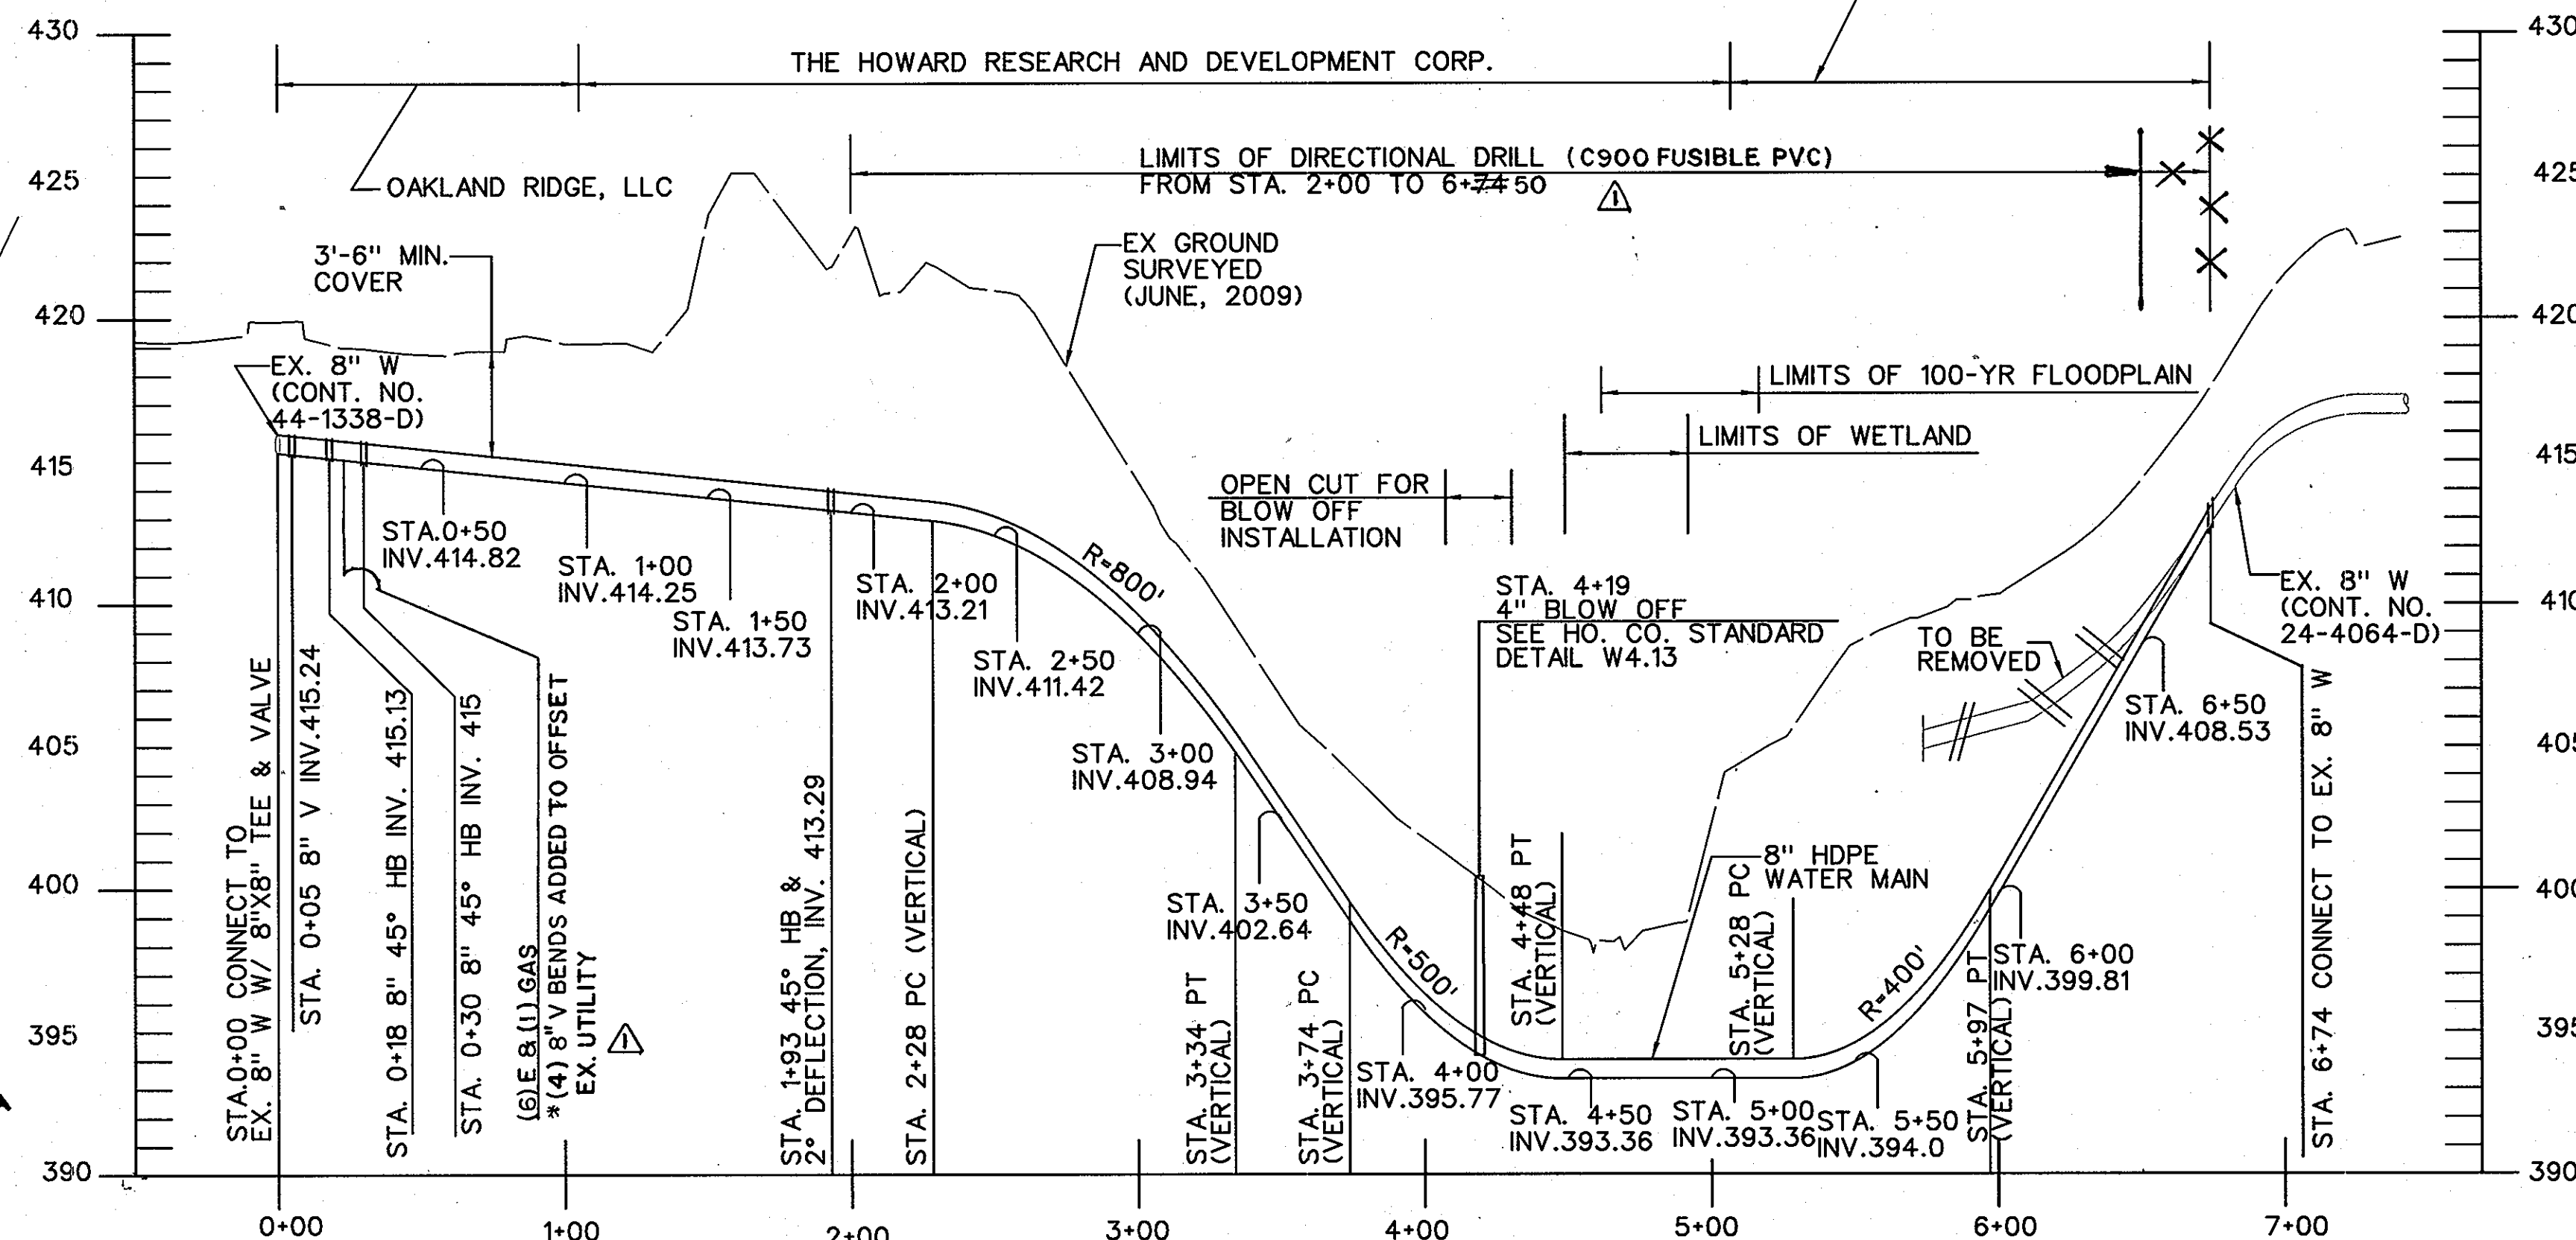 430
425
420
415
410
405
400
395
390
THE HOWARD RESEARCH AND DEVELOPMENT CORP.
OAKLAND RIDGE, LLC
LIMITS OF DIRECTIONAL DRILL (C900 FUSIBLE PVC)
FROM STA. 2+00 TO 6+74 50
1
3'-6" MIN.
COVER
EX GROUND
SURVEYED
(JUNE, 2009)
EX. 8" W
(CONT. NO.
44-1338-D)
LIMITS OF 100-YR FLOODPLAIN
LIMITS OF WETLAND
OPEN CUT FOR
BLOW OFF
INSTALLATION
STA.0+50
INV.414.82
STA. 1+00
INV.414.25
STA. 1+50
INV.413.73
STA. 2+00
INV.413.21
STA. 2+50
INV.411.42
STA. 3+00
INV.408.94
R=800'
STA. 4+19
4" BLOW OFF
SEE HO. CO. STANDARD
DETAIL W4.13
TO BE
REMOVED
EX. 8" W
(CONT. NO.
24-4064-D)
STA. 6+50
INV.408.53
STA. 3+50
INV.402.64
8" HDPE
WATER MAIN
R=500'
R=400'
STA. 6+00
INV.399.81
STA. 4+00
INV.395.77
STA. 4+50
INV.393.36
STA. 5+00
INV.393.36
STA. 5+50
INV.394.0
STA.0+00 CONNECT TO
EX. 8" W W/ 8"X8" TEE & VALVE
STA. 0+05 8" V INV.415.24
STA. 0+18 8" 45° HB INV. 415.13
STA. 0+30 8" 45° HB INV. 415
(6) E & (1) GAS
*(4) 8" V BENDS ADDED TO OFFSET
EX. UTILITY
1
STA. 1+93 45° HB &
2° DEFLECTION, INV. 413.29
STA. 2+28 PC (VERTICAL)
STA. 3+34 PT
(VERTICAL)
STA. 3+74 PC
(VERTICAL)
STA. 4+48 PT
(VERTICAL)
STA. 5+28 PC
(VERTICAL)
STA. 5+97 PT
(VERTICAL)
STA. 6+74 CONNECT TO EX. 8" W
430
425
420
415
410
405
400
395
390
0+00
1+00
2+00
3+00
4+00
5+00
6+00
7+00